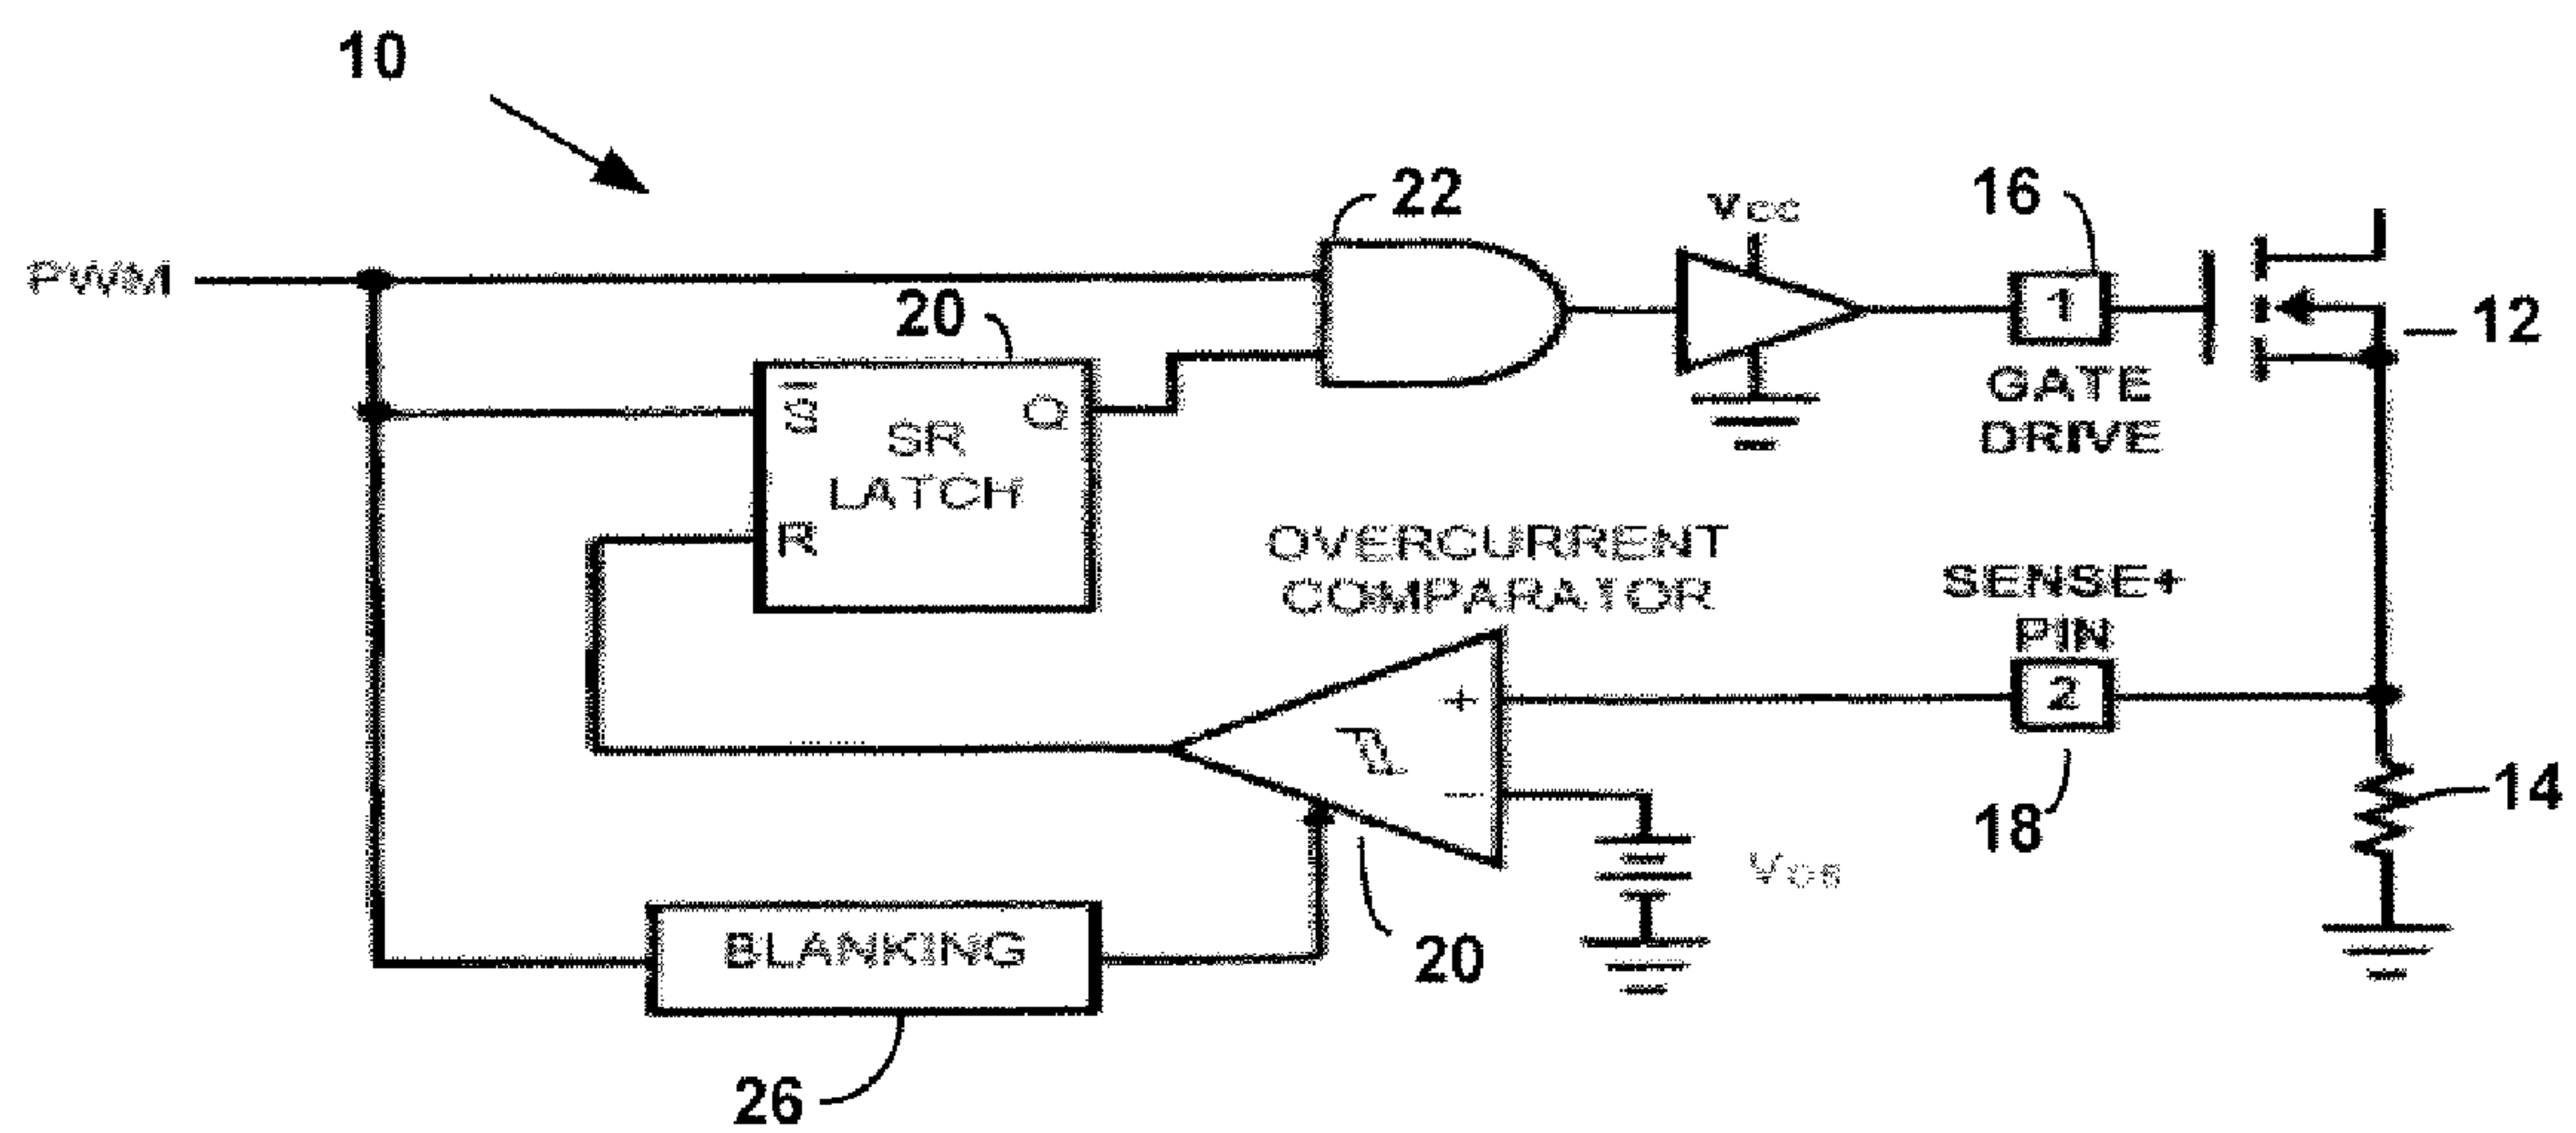 10
22
VCC
16
PWM
20
1
12
S
Q
SR
LATCH
R
GATE
DRIVE
OVERCURRENT
COMPARATOR
SENSE+
PIN
+
2
−
14
18
20
BLANKING
26